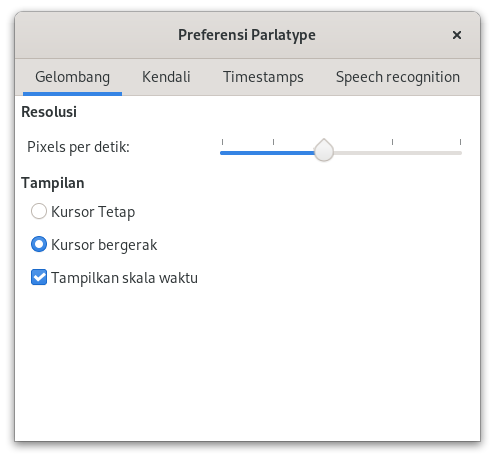 Preferensi Parlatype
Gelombang Kendali Timestamps Speech recognition
Resolusi
Pixels per detik:
Tampilan
Kursor Tetap
Kursor bergerak
Tampilkan skala waktu